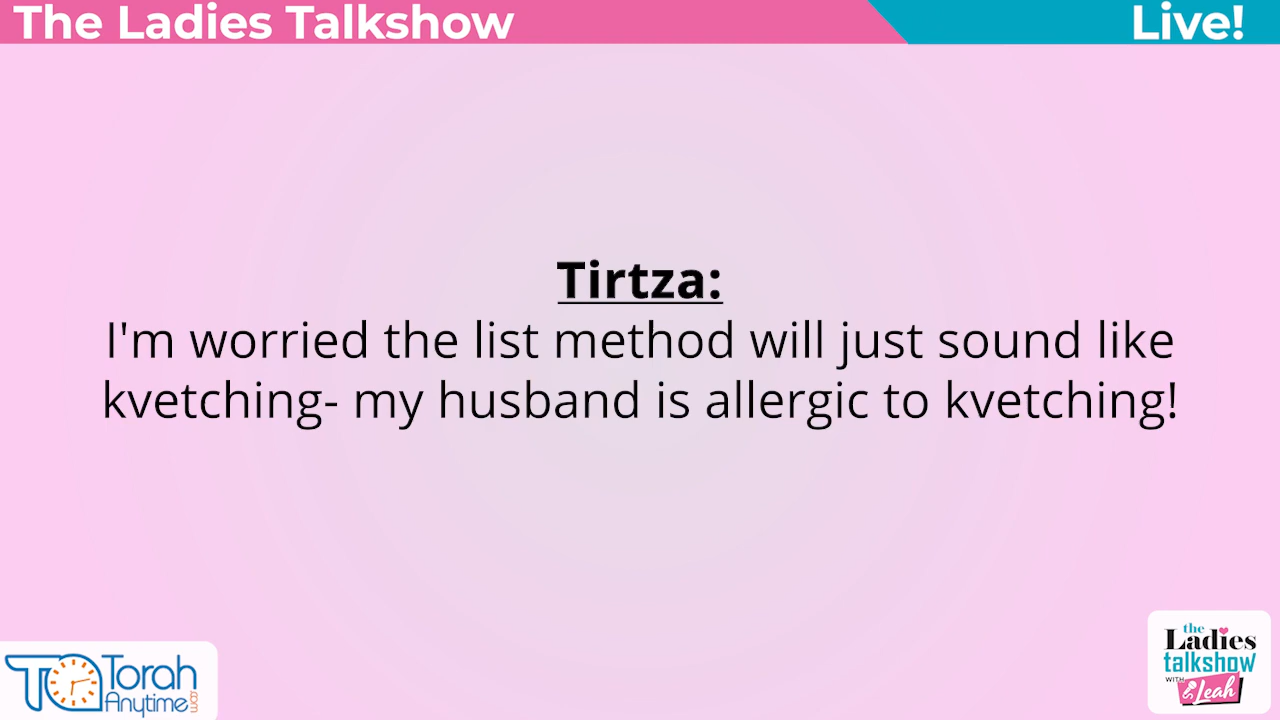 The Ladies Talkshow
Live!
Tirtza:
I'm worried the list method will just sound like
kvetching- my husband is allergic to kvetching!
Torah
Anytime
.com
the
Ladies
talkshow
WITH
Leah